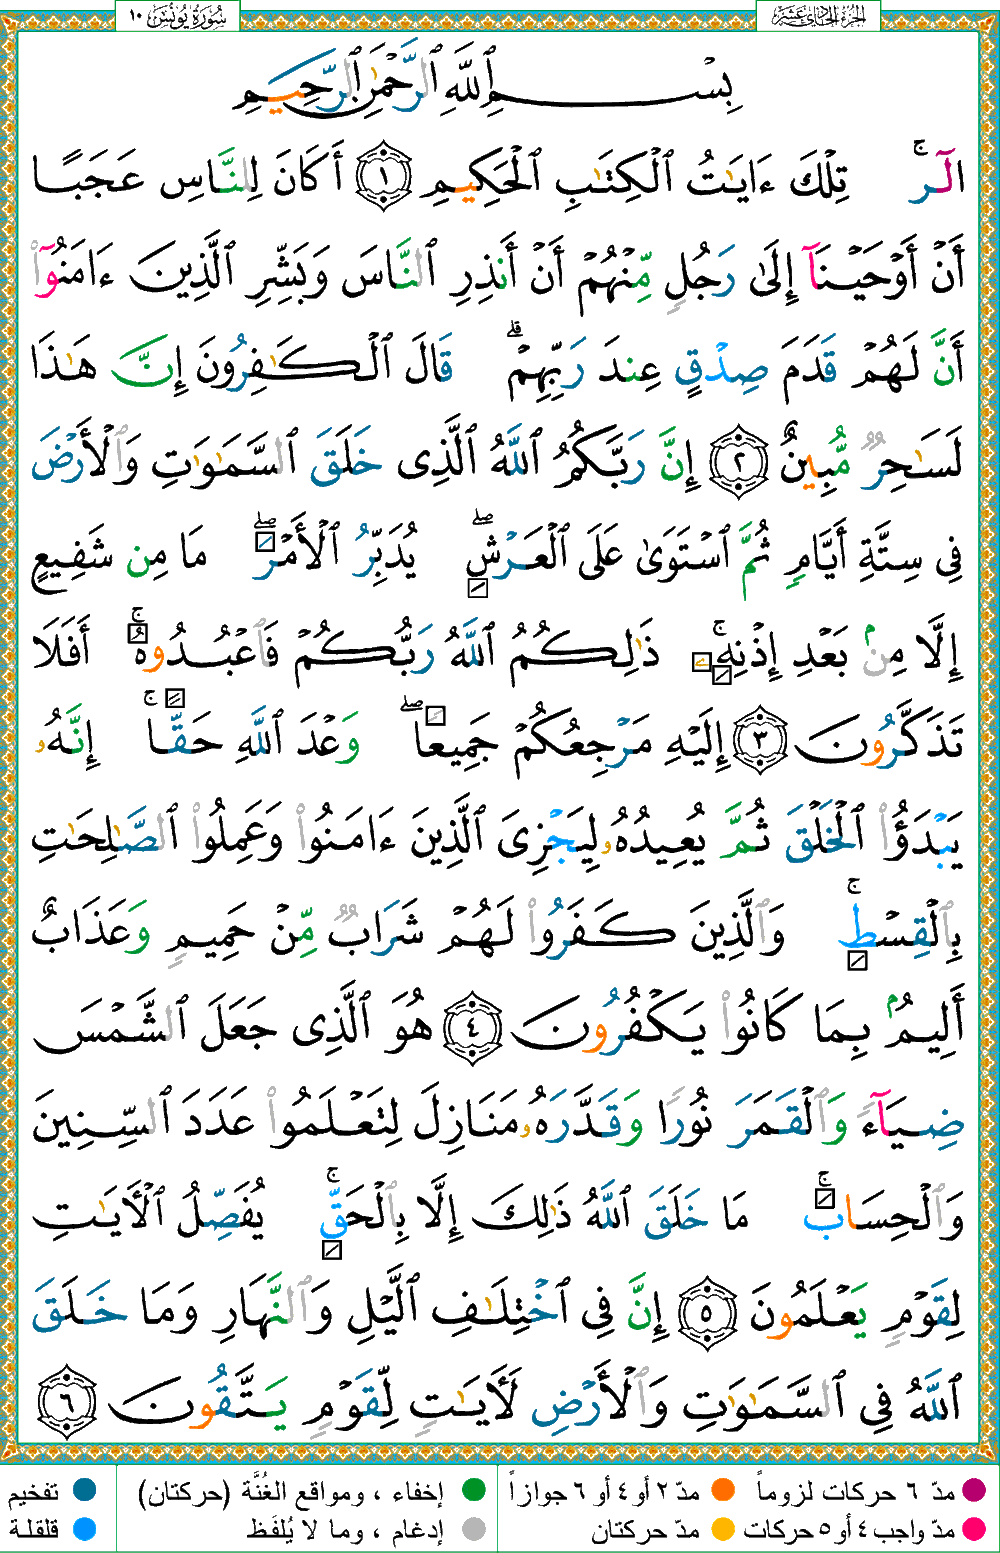 الجزء الحادي عشر
سُورَةُ يُونُسَ ١٠
بِسْمِ ٱللَّهِ ٱلرَّحْمَٰنِ ٱلرَّحِيمِ
الٓرۚ تِلْكَ ءَايَٰتُ ٱلْكِتَٰبِ ٱلْحَكِيمِ ١ أَكَانَ لِلنَّاسِ عَجَبًا
أَنْ أَوْحَيْنَآ إِلَىٰ رَجُلٍ مِّنْهُمْ أَنْ أَنذِرِ ٱلنَّاسَ وَبَشِّرِ ٱلَّذِينَ ءَامَنُوٓا۟
أَنَّ لَهُمْ قَدَمَ صِدْقٍ عِندَ رَبِّهِمْۗ قَالَ ٱلْكَٰفِرُونَ إِنَّ هَٰذَا
لَسَٰحِرٌ مُّبِينٌ ٢ إِنَّ رَبَّكُمُ ٱللَّهُ ٱلَّذِى خَلَقَ ٱلسَّمَٰوَٰتِ وَٱلْأَرْضَ
فِى سِتَّةِ أَيَّامٍ ثُمَّ ٱسْتَوَىٰ عَلَى ٱلْعَرْشِۖ يُدَبِّرُ ٱلْأَمْرَۖ مَا مِن شَفِيعٍ
إِلَّا مِنۢ بَعْدِ إِذْنِهِۦۚ ذَٰلِكُمُ ٱللَّهُ رَبُّكُمْ فَٱعْبُدُوهُۚ أَفَلَا
تَذَكَّرُونَ ٣ إِلَيْهِ مَرْجِعُكُمْ جَمِيعًاۖ وَعْدَ ٱللَّهِ حَقًّاۚ إِنَّهُۥ
يَبْدَؤُا۟ ٱلْخَلْقَ ثُمَّ يُعِيدُهُۥ لِيَجْزِىَ ٱلَّذِينَ ءَامَنُوا۟ وَعَمِلُوا۟ ٱلصَّٰلِحَٰتِ
بِٱلْقِسْطِۚ وَٱلَّذِينَ كَفَرُوا۟ لَهُمْ شَرَابٌ مِّنْ حَمِيمٍ وَعَذَابٌ
أَلِيمٌۢ بِمَا كَانُوا۟ يَكْفُرُونَ ٤ هُوَ ٱلَّذِى جَعَلَ ٱلشَّمْسَ
ضِيَآءً وَٱلْقَمَرَ نُورًا وَقَدَّرَهُۥ مَنَازِلَ لِتَعْلَمُوا۟ عَدَدَ ٱلسِّنِينَ
وَٱلْحِسَابَۚ مَا خَلَقَ ٱللَّهُ ذَٰلِكَ إِلَّا بِٱلْحَقِّۚ يُفَصِّلُ ٱلْأَيَٰتِ
لِقَوْمٍ يَعْلَمُونَ ٥ إِنَّ فِى ٱخْتِلَٰفِ ٱلَّيْلِ وَٱلنَّهَارِ وَمَا خَلَقَ
ٱللَّهُ فِى ٱلسَّمَٰوَٰتِ وَٱلْأَرْضِ لَأَيَٰتٍ لِّقَوْمٍ يَتَّقُونَ ٦
مدّ ٦ حركات لزوماً مدّ ٢ أو ٤ أو ٦ جوازاً إخفاء ، ومواقع الغُنَّة (حركتان) تفخيم
مدّ واجب ٤ أو ٥ حركات مدّ حركتان إدغام ، وما لا يُلفَظ قلقلة